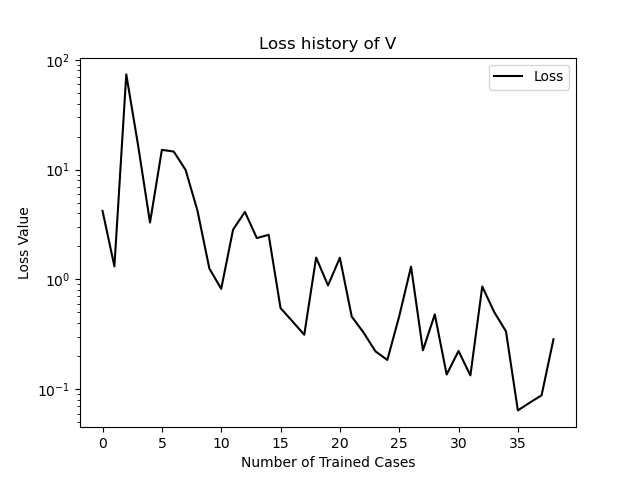 Loss history of V
Loss
Loss Value
10²
10¹
10⁰
10⁻¹
0 5 10 15 20 25 30 35
Number of Trained Cases